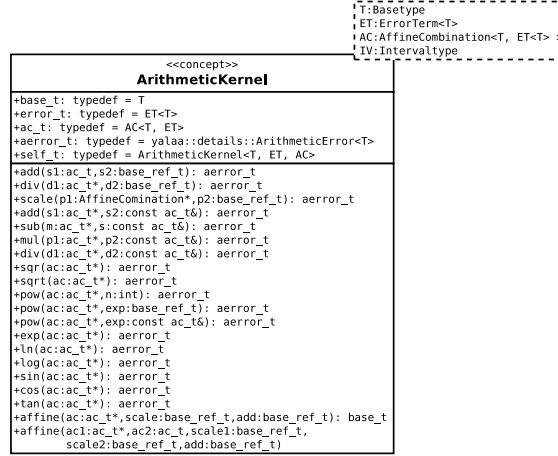 T:Basetype
ET:ErrorTerm<T>
AC:AffineCombination<T, ET<T> >
IV:Intervaltype
<<concept>>
ArithmeticKernel
+base_t: typedef = T
+error_t: typedef = ET<T>
+ac_t: typedef = AC<T, ET>
+aerror_t: typedef = yalaa::details::ArithmeticError<T>
+self_t: typedef = ArithmeticKernel<T, ET, AC>
+add(s1:ac_t,s2:base_ref_t): aerror_t
+div(d1:ac_t*,d2:base_ref_t): aerror_t
+scale(p1:AffineComination*,p2:base_ref_t): aerror_t
+add(s1:ac_t*,s2:const ac_t&): aerror_t
+sub(m:ac_t*,s:const ac_t&): aerror_t
+mul(p1:ac_t*,p2:const ac_t&): aerror_t
+div(d1:ac_t*,d2:const ac_t&): aerror_t
+sqr(ac:ac_t*): aerror_t
+sqrt(ac:ac_t*): aerror_t
+pow(ac:ac_t*,n:int): aerror_t
+pow(ac:ac_t*,exp:base_ref_t): aerror_t
+pow(ac:ac_t*,exp:const ac_t&): aerror_t
+exp(ac:ac_t*): aerror_t
+ln(ac:ac_t*): aerror_t
+log(ac:ac_t*): aerror_t
+sin(ac:ac_t*): aerror_t
+cos(ac:ac_t*): aerror_t
+tan(ac:ac_t*): aerror_t
+affine(ac:ac_t*,scale:base_ref_t,add:base_ref_t): base_t
+affine(ac1:ac_t*,ac2:ac_t,scale1:base_ref_t,
scale2:base_ref_t,add:base_ref_t)